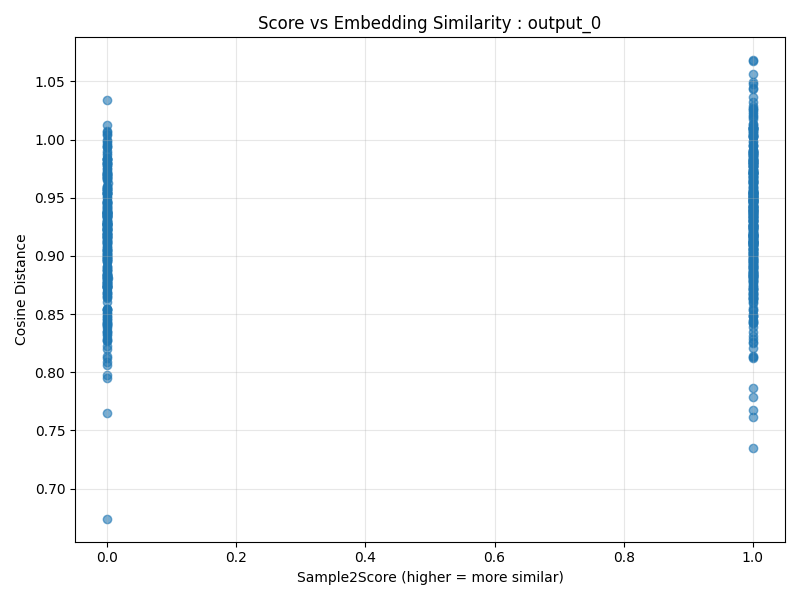 Score vs Embedding Similarity : output_0
1.05
1.00
0.95
0.90
0.85
0.80
0.75
0.70
Cosine Distance
0.0 0.2 0.4 0.6 0.8 1.0
Sample2Score (higher = more similar)